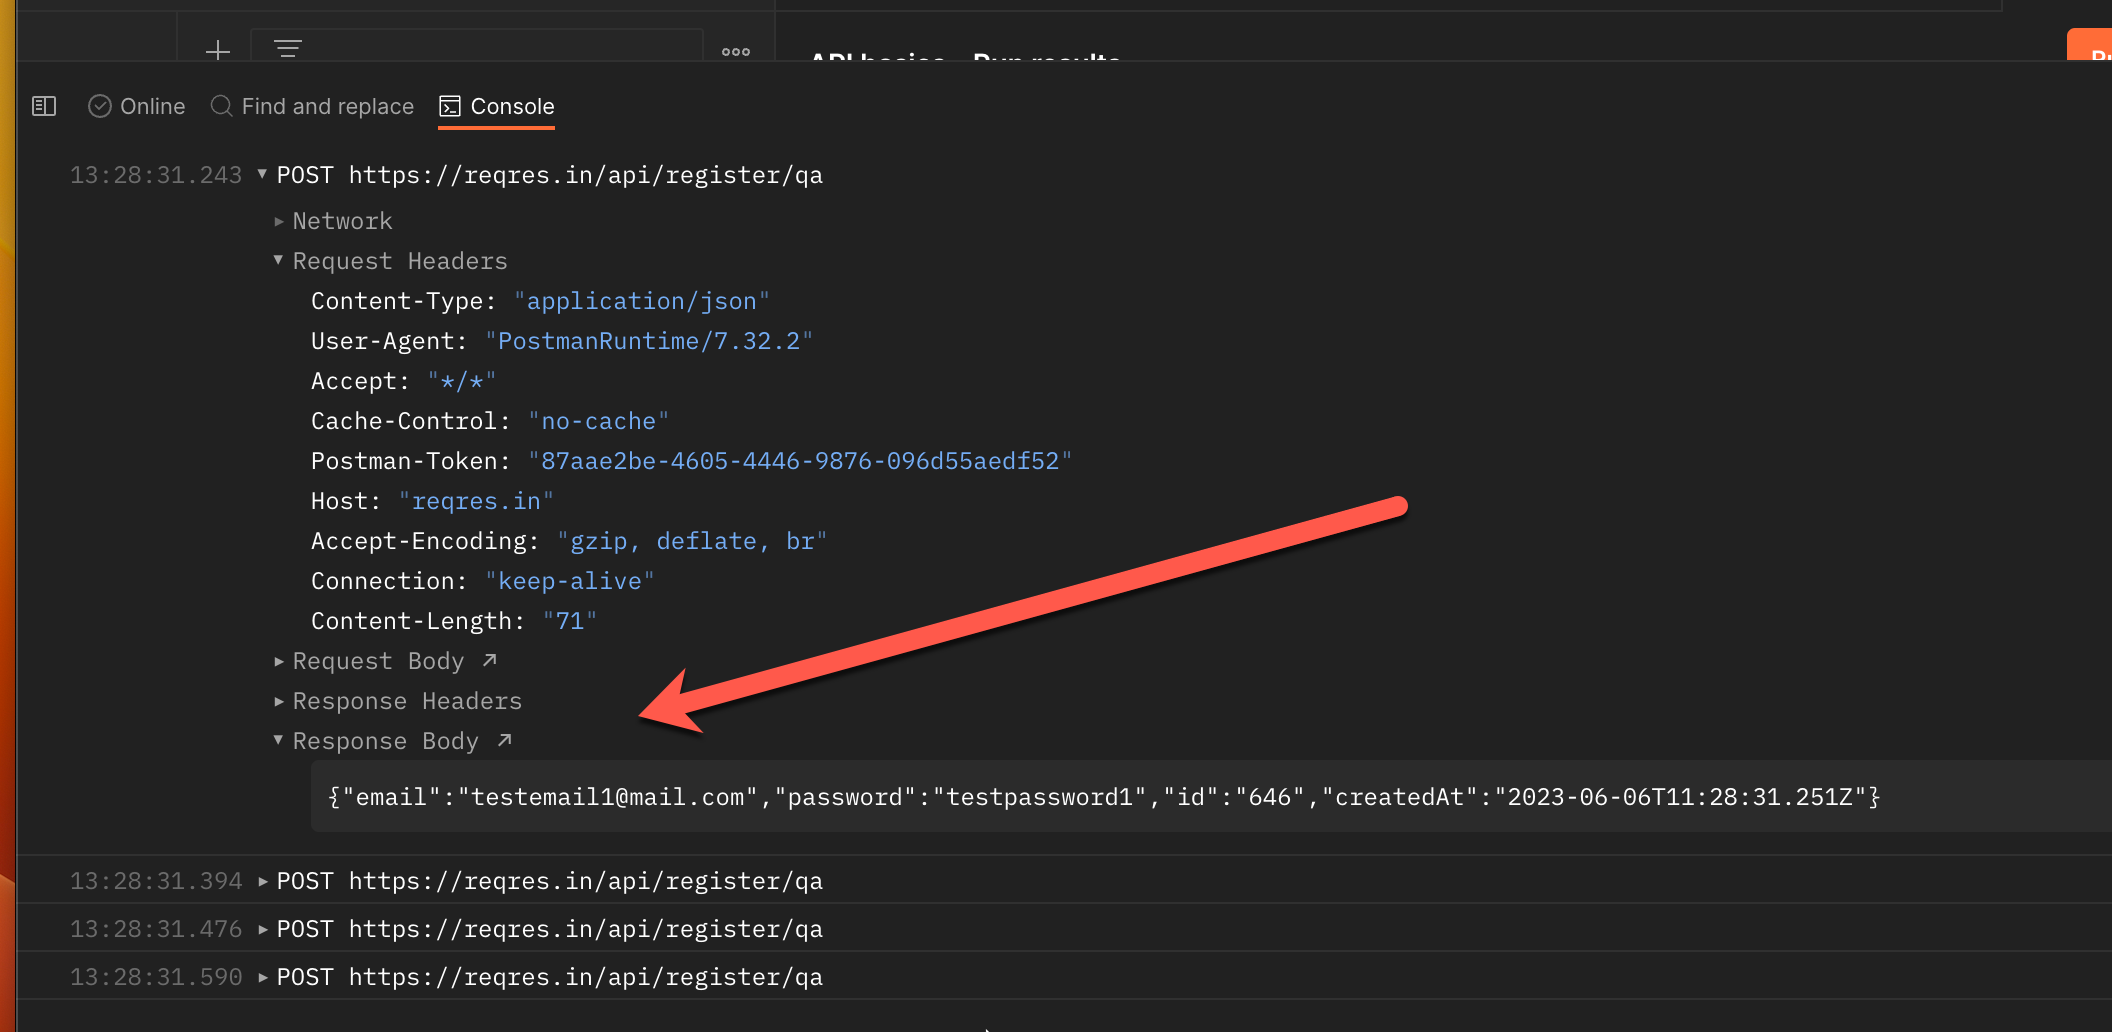 API basics - Run results
Online Find and replace Console
13:28:31.243 POST https://reqres.in/api/register/qa
Network
Request Headers
Content-Type: "application/json"
User-Agent: "PostmanRuntime/7.32.2"
Accept: "*/*"
Cache-Control: "no-cache"
Postman-Token: "87aae2be-4605-4446-9876-096d55aedf52"
Host: "reqres.in"
Accept-Encoding: "gzip, deflate, br"
Connection: "keep-alive"
Content-Length: "71"
Request Body ↗
Response Headers
Response Body ↗
{"email":"testemail1@mail.com","password":"testpassword1","id":"646","createdAt":"2023-06-06T11:28:31.251Z"}
13:28:31.394 POST https://reqres.in/api/register/qa
13:28:31.476 POST https://reqres.in/api/register/qa
13:28:31.590 POST https://reqres.in/api/register/qa